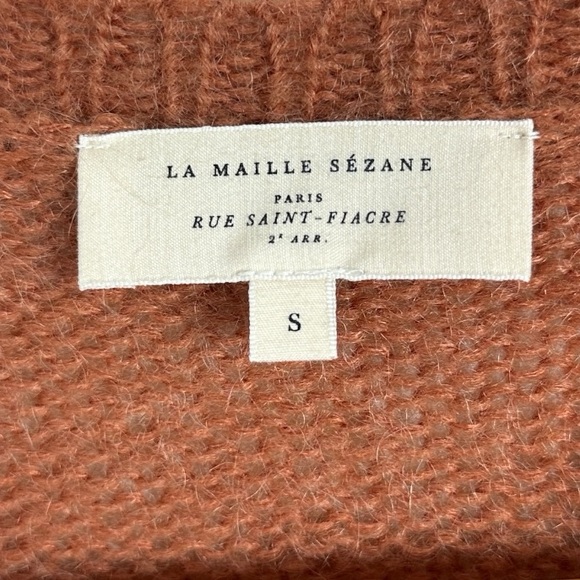 LA MAILLE SÉZANE
PARIS
RUE SAINT-FIACRE
2E ARR.
S